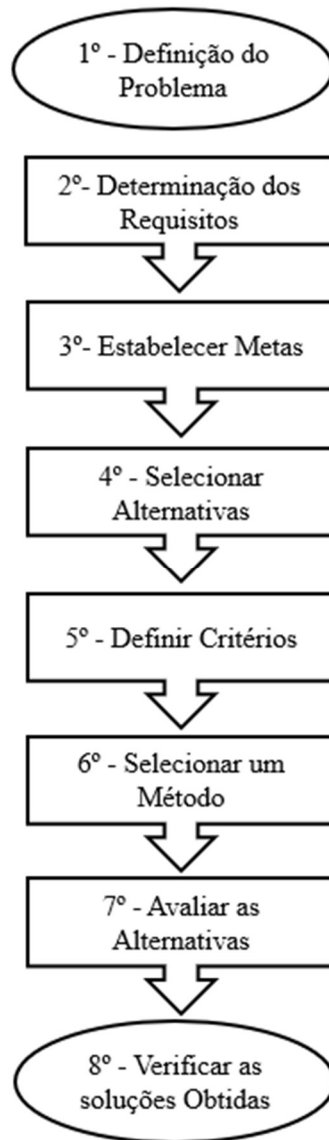 1º - Definição do
Problema
2º- Determinação dos
Requisitos
3º- Estabelecer Metas
4º - Selecionar
Alternativas
5º - Definir Critérios
6º - Selecionar um
Método
7º - Avaliar as
Alternativas
8º - Verificar as
soluções Obtidas